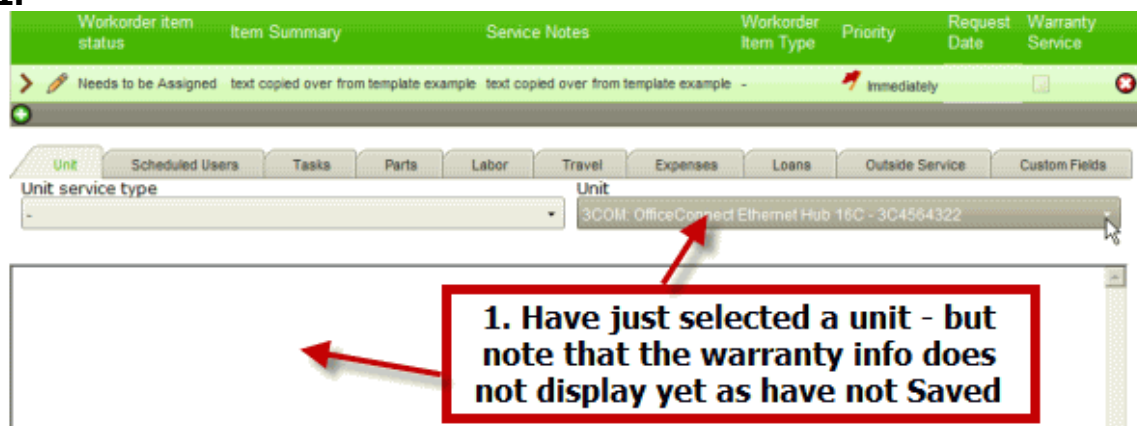 1.
Workorder item status Item Summary Service Notes Workorder Item Type Priority Request Date Warranty Service
Needs to be Assigned text copied over from template example text copied over from template example - Immediately
Unit Scheduled Users Tasks Parts Labor Travel Expenses Loans Outside Service Custom Fields
Unit service type Unit
- 3COM: OfficeConnect Ethernet Hub 16C - 3C4564322
1. Have just selected a unit - but
note that the warranty info does
not display yet as have not Saved